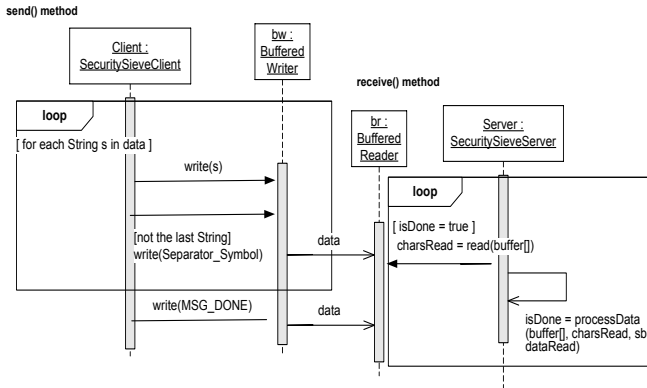 send() method
Client :
SecuritySieveClient
bw :
Buffered
Writer
receive() method
br :
Buffered
Reader
Server :
SecuritySieveServer
loop
[ for each String s in data ]
write(s)
[not the last String]
write(Separator_Symbol)
data
write(MSG_DONE)
data
loop
[ isDone = true ]
charsRead = read(buffer[])
isDone = processData
(buffer[], charsRead, sb
dataRead)